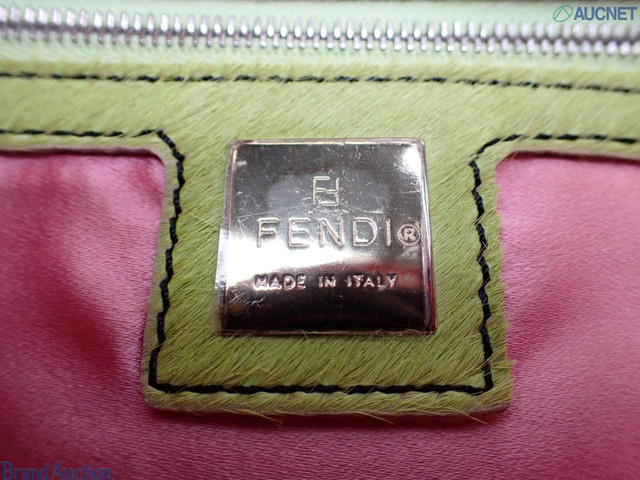 AUCNET
FF
FENDI®
MADE IN ITALY
Brand Auction